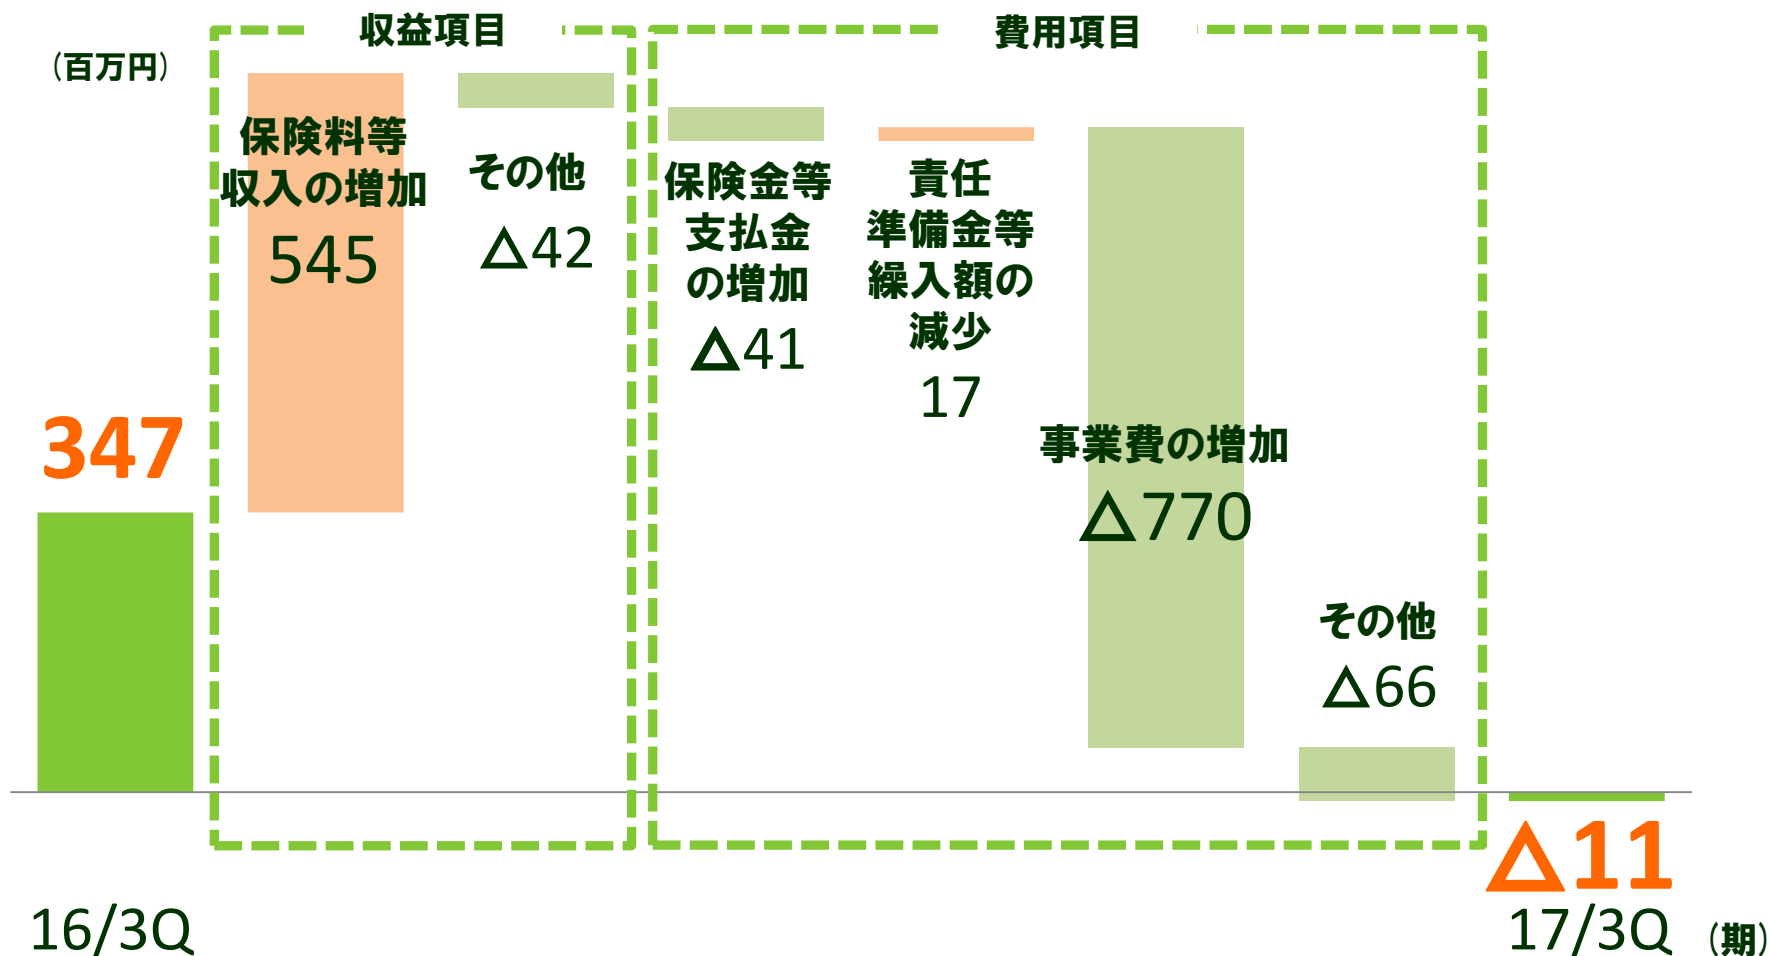 （百万円）
収益項目
費用項目
保険料等
収入の増加
545
その他
△42
保険金等
支払金
の増加
△41
責任
準備金等
繰入額の
減少
17
事業費の増加
△770
その他
△66
347
△11
16/3Q
17/3Q
（期）